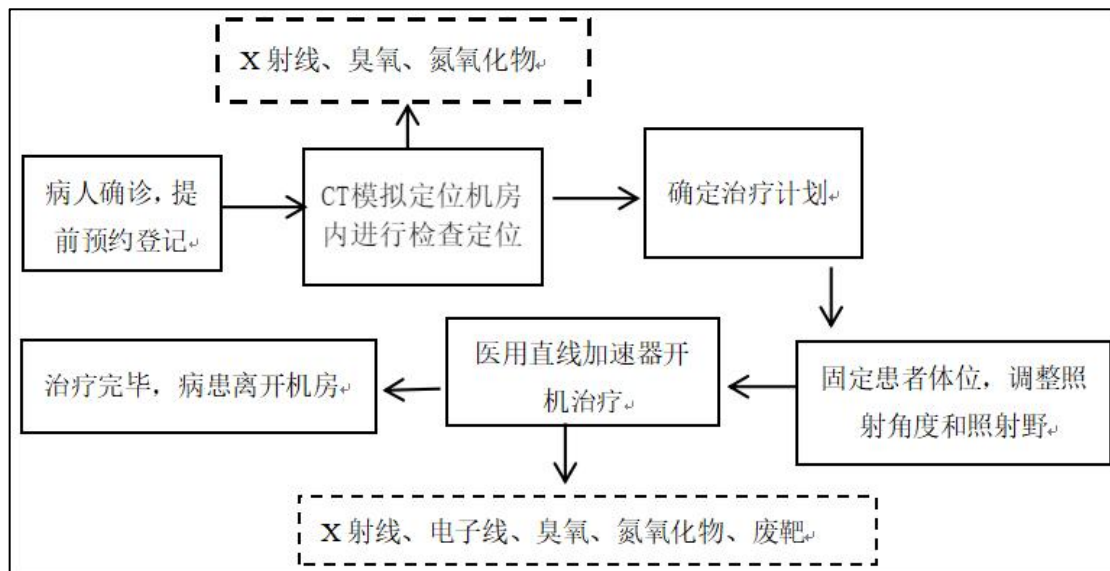 X 射线、臭氧、氮氧化物
病人确诊，提
前预约登记
CT模拟定位机房
内进行检查定位
确定治疗计划
固定患者体位，调整照
射角度和照射野
医用直线加速器开
机治疗
治疗完毕，病患离开机房
X 射线、电子线、臭氧、氮氧化物、废靶